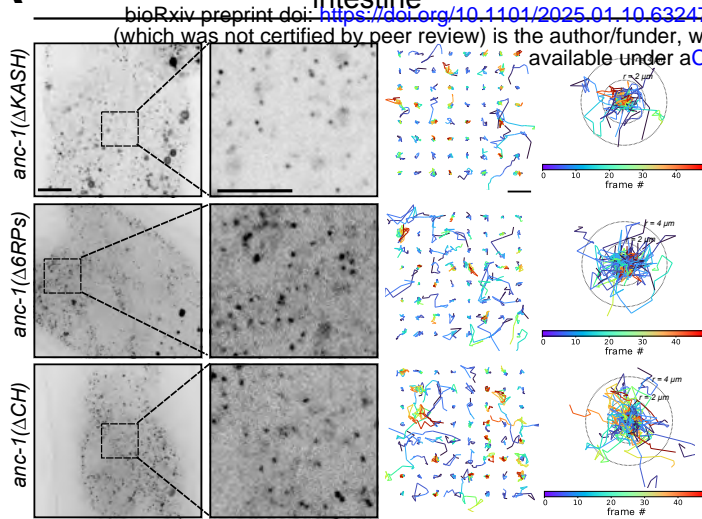 intestine
bioRxiv preprint doi: https://doi.org/10.1101/2025.01.10.63247
(which was not certified by peer review) is the author/funder, w
available under aC
anc-1(ΔKASH)
r = 2 μm
0 10 20 30 40
frame #
anc-1(Δ6RPs)
r = 4 μm
r = 2 μm
0 10 20 30 40
frame #
anc-1(ΔCH)
r = 4 μm
r = 2 μm
0 10 20 30 40
frame #